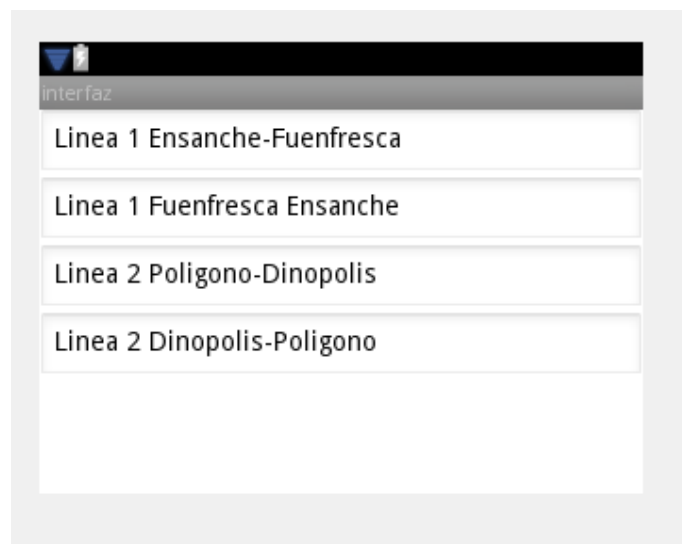 interfaz
Linea 1 Ensanche-Fuenfresca
Linea 1 Fuenfresca Ensanche
Linea 2 Poligono-Dinopolis
Linea 2 Dinopolis-Poligono